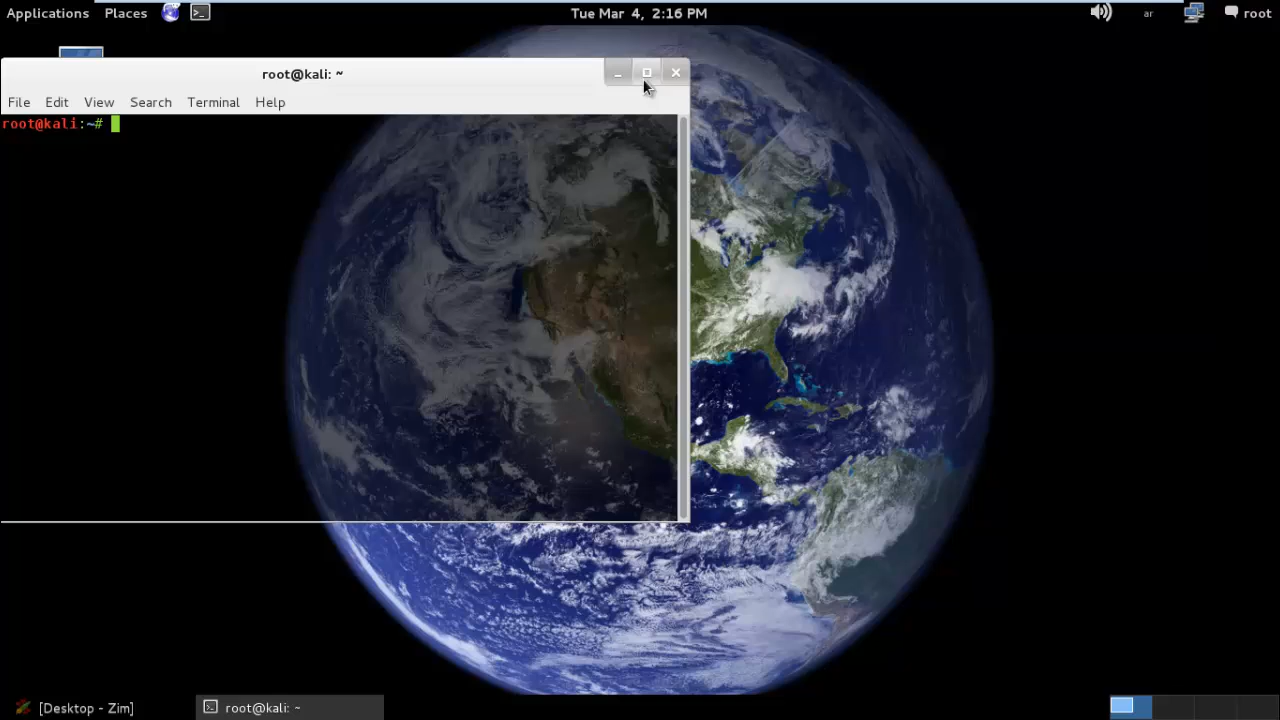 Applications Places Tue Mar 4, 2:16 PM ar root
root@kali: ~
File Edit View Search Terminal Help
root@kali:~#
[Desktop - Zim] root@kali: ~